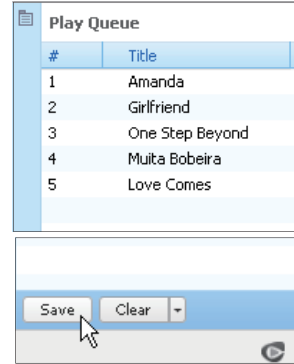 Play Queue
# Title
1 Amanda
2 Girlfriend
3 One Step Beyond
4 Muita Bobeira
5 Love Comes
Save Clear